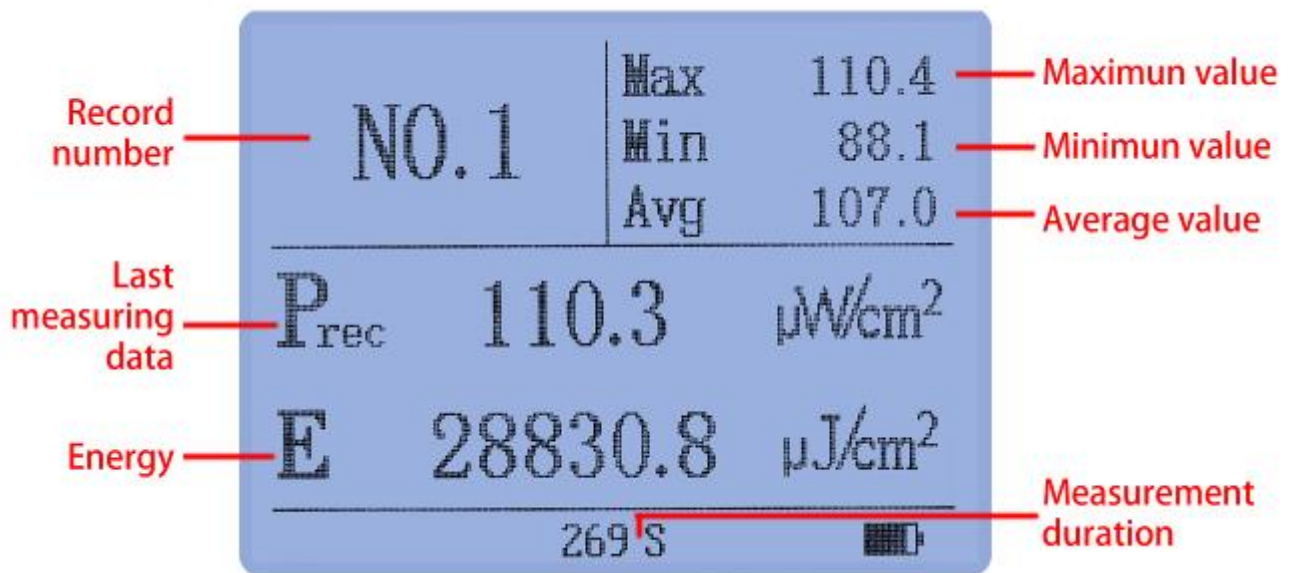 Record
number
NO.1
Max 110.4
Min 88.1
Avg 107.0
Maximun value
Minimun value
Average value
Last
measuring
data
Prec 110.3 μW/cm²
Energy
E 28830.8 μJ/cm²
269 S
Measurement
duration